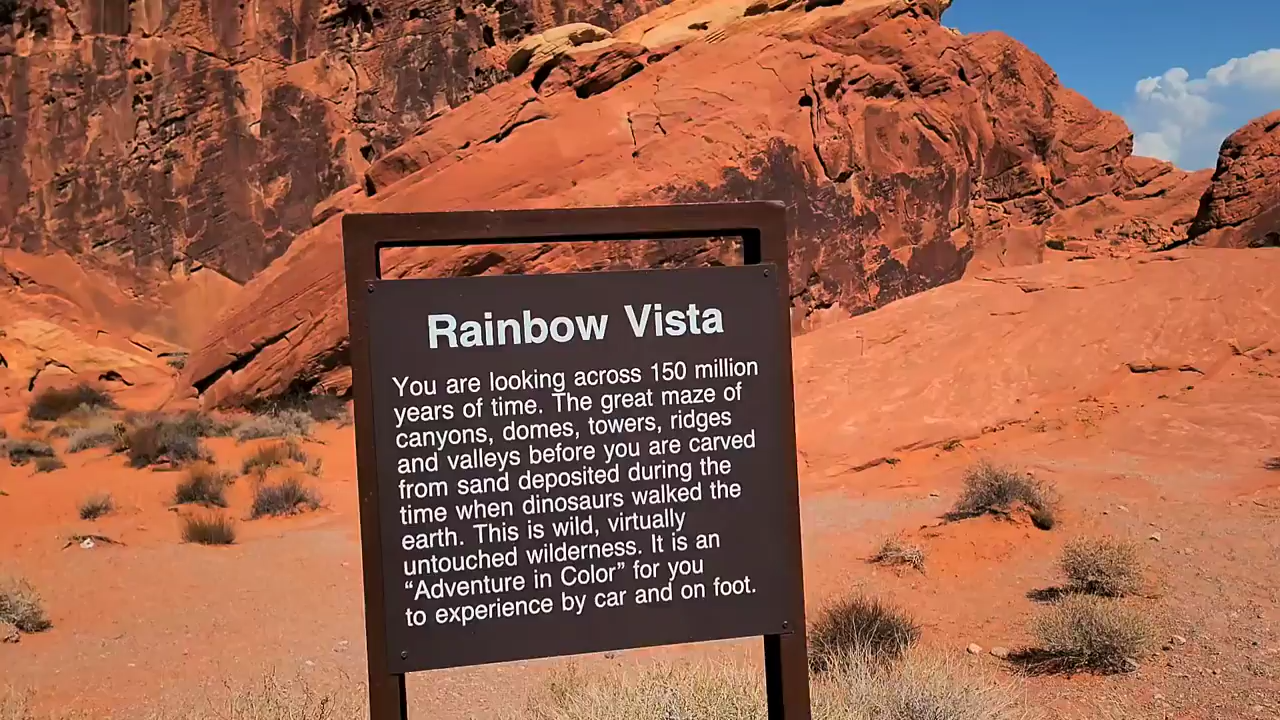 Rainbow Vista
You are looking across 150 million
years of time. The great maze of
canyons, domes, towers, ridges
and valleys before you are carved
from sand deposited during the
time when dinosaurs walked the
earth. This is wild, virtually
untouched wilderness. It is an
“Adventure in Color” for you
to experience by car and on foot.